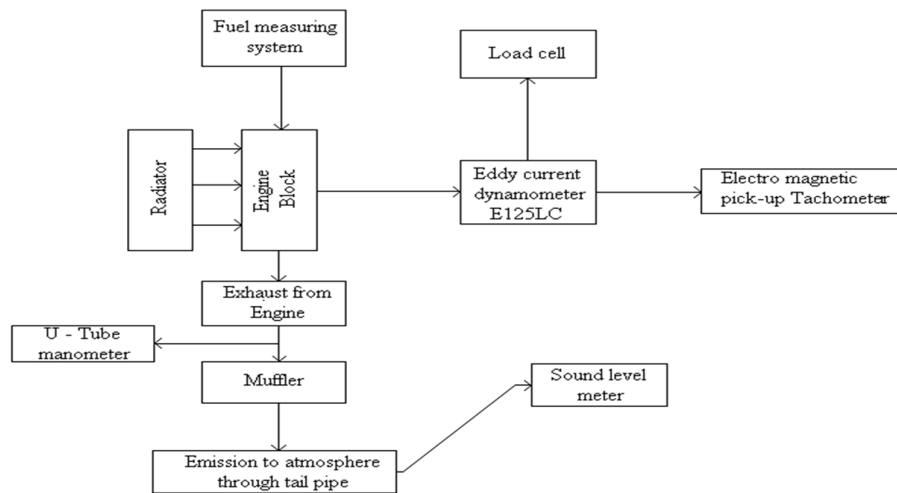 Fuel measuring
system
Load cell
Radiator
Engine
Block
Eddy current
dynamometer
E125LC
Electro magnetic
pick-up Tachometer
Exhaust from
Engine
U - Tube
manometer
Muffler
Sound level
meter
Emission to atmosphere
through tail pipe